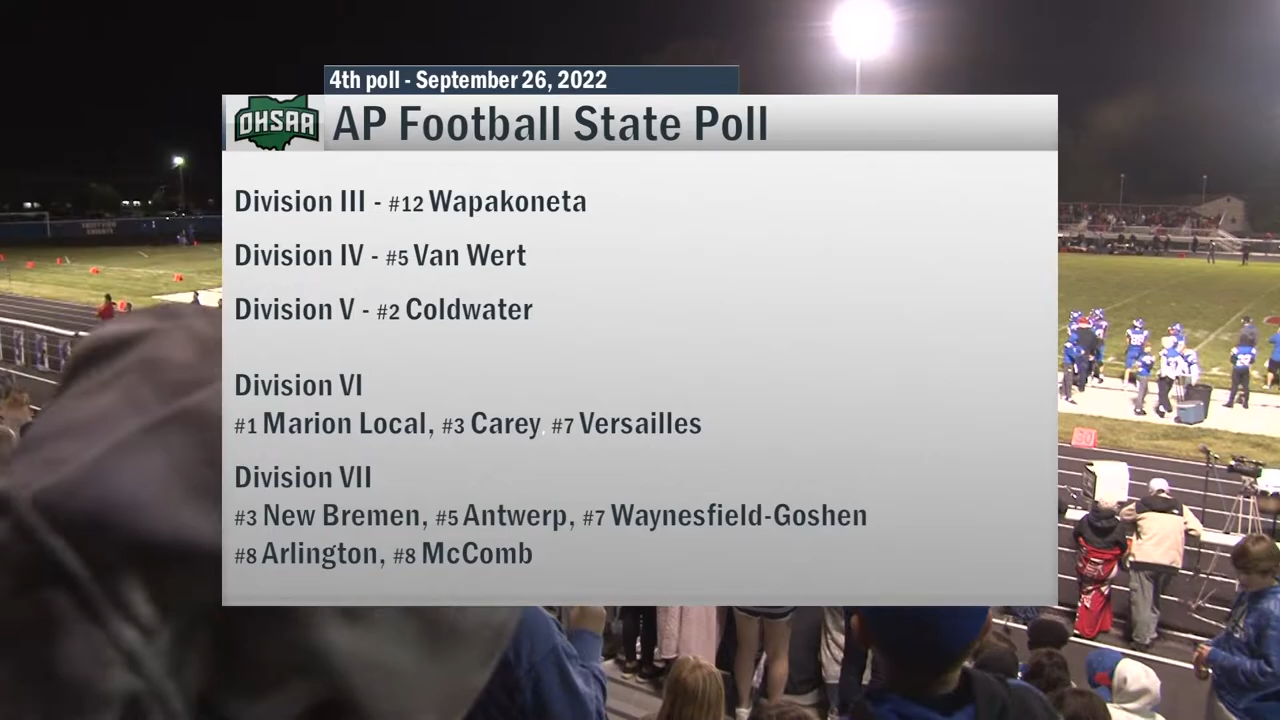 4th poll - September 26, 2022
OHSAA
AP Football State Poll
Division III - #12 Wapakoneta
Division IV - #5 Van Wert
Division V - #2 Coldwater
Division VI
#1 Marion Local, #3 Carey, #7 Versailles
Division VII
#3 New Bremen, #5 Antwerp, #7 Waynesfield-Goshen
#8 Arlington, #8 McComb